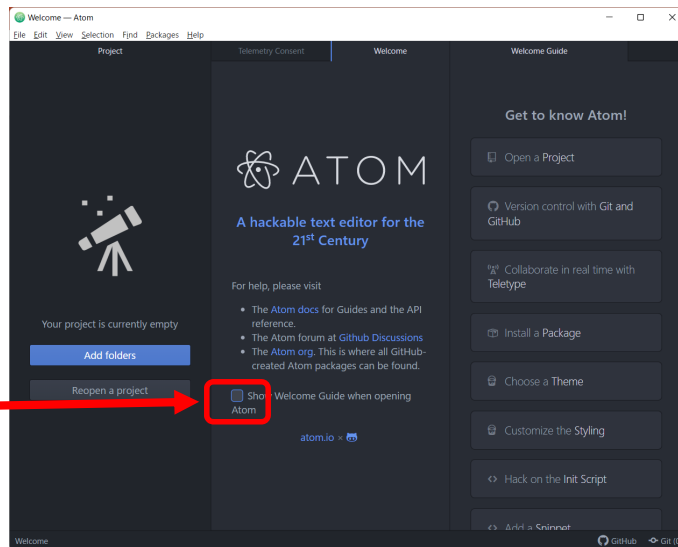 Welcome — Atom
File Edit View Selection Find Packages Help
Project
Telemetry Consent
Welcome
Welcome Guide
Your project is currently empty
Add folders
Reopen a project
ATOM
A hackable text editor for the
21st Century
For help, please visit
The Atom docs for Guides and the API
reference.
The Atom forum at Github Discussions
The Atom org. This is where all GitHub-
created Atom packages can be found.
Show Welcome Guide when opening
Atom
atom.io ×
Get to know Atom!
Open a Project
Version control with Git and
GitHub
Collaborate in real time with
Teletype
Install a Package
Choose a Theme
Customize the Styling
Hack on the Init Script
Add a Snippet
Welcome
GitHub
Git (0